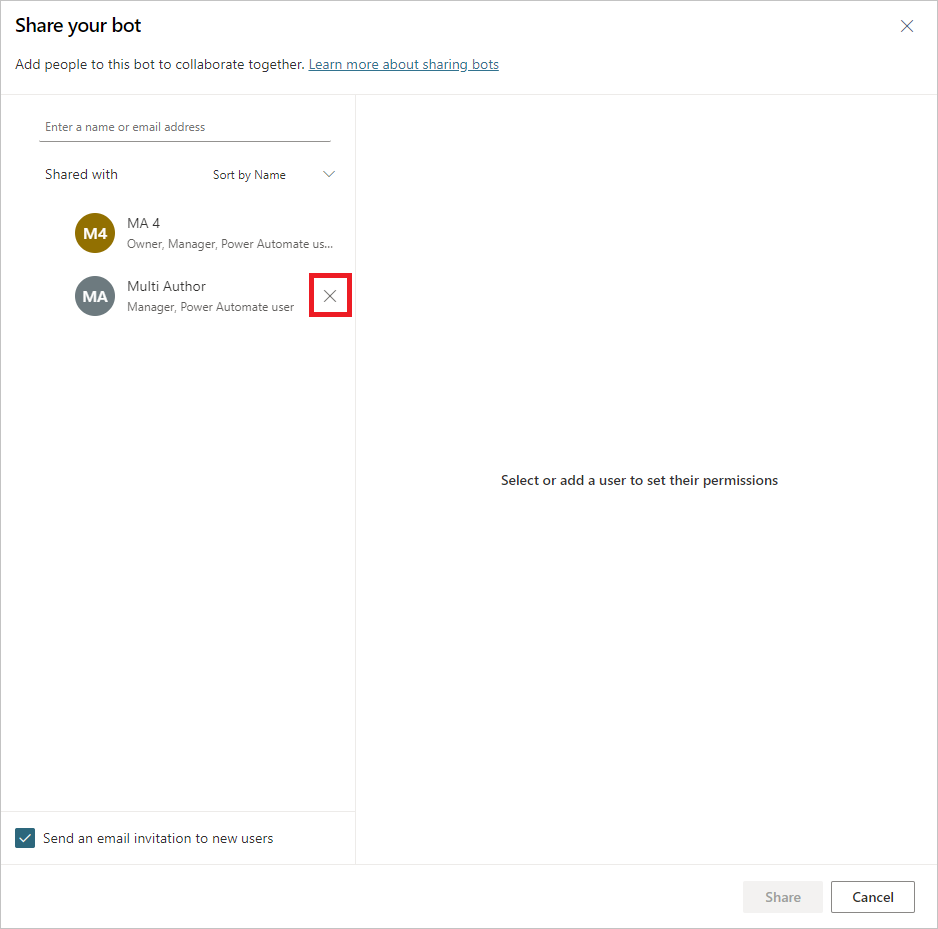 Share your bot
Add people to this bot to collaborate together. Learn more about sharing bots
Enter a name or email address
Shared with
Sort by Name
M4
MA 4
Owner, Manager, Power Automate us...
MA
Multi Author
Manager, Power Automate user
Select or add a user to set their permissions
Send an email invitation to new users
Share
Cancel